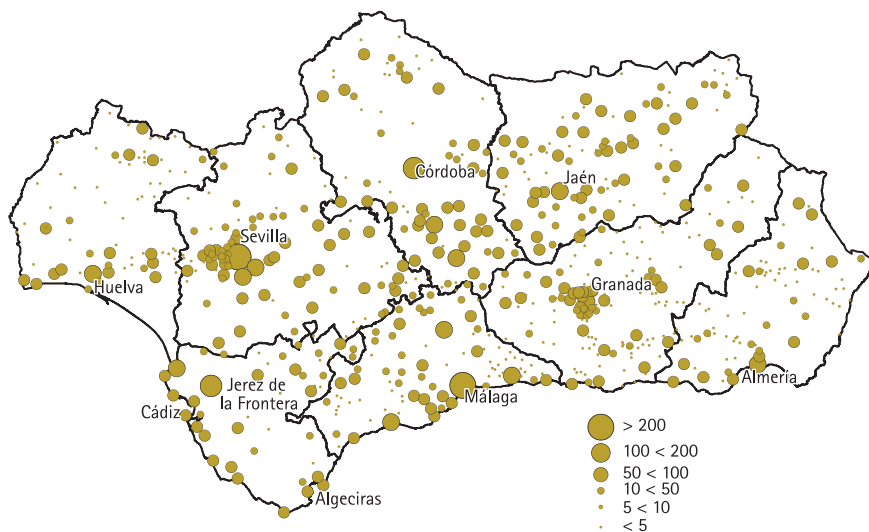 Córdoba
Jaén
Sevilla
Huelva
Granada
Jerez de
la Frontera
Cádiz
Málaga
Almería
Algeciras
> 200
100 < 200
50 < 100
10 < 50
5 < 10
< 5